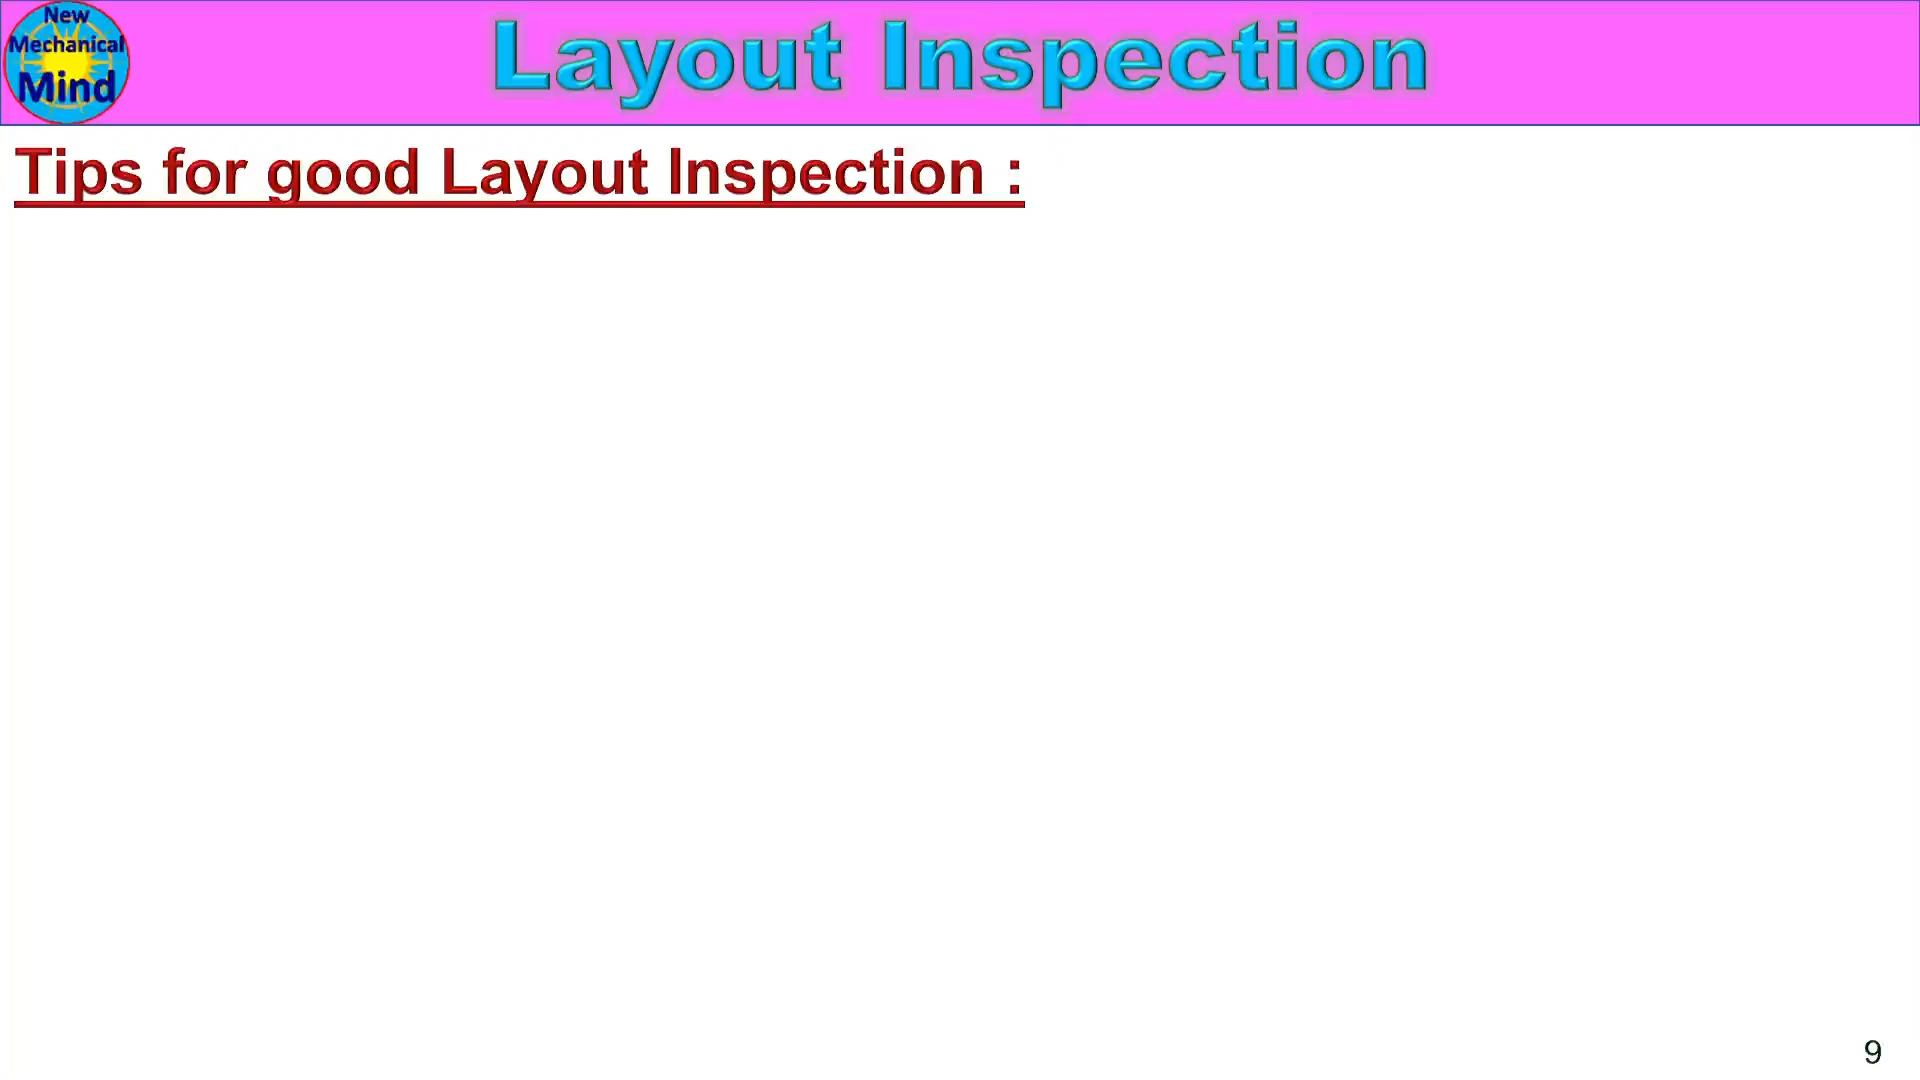 New
Mechanical
Mind
Layout Inspection
Tips for good Layout Inspection :
9